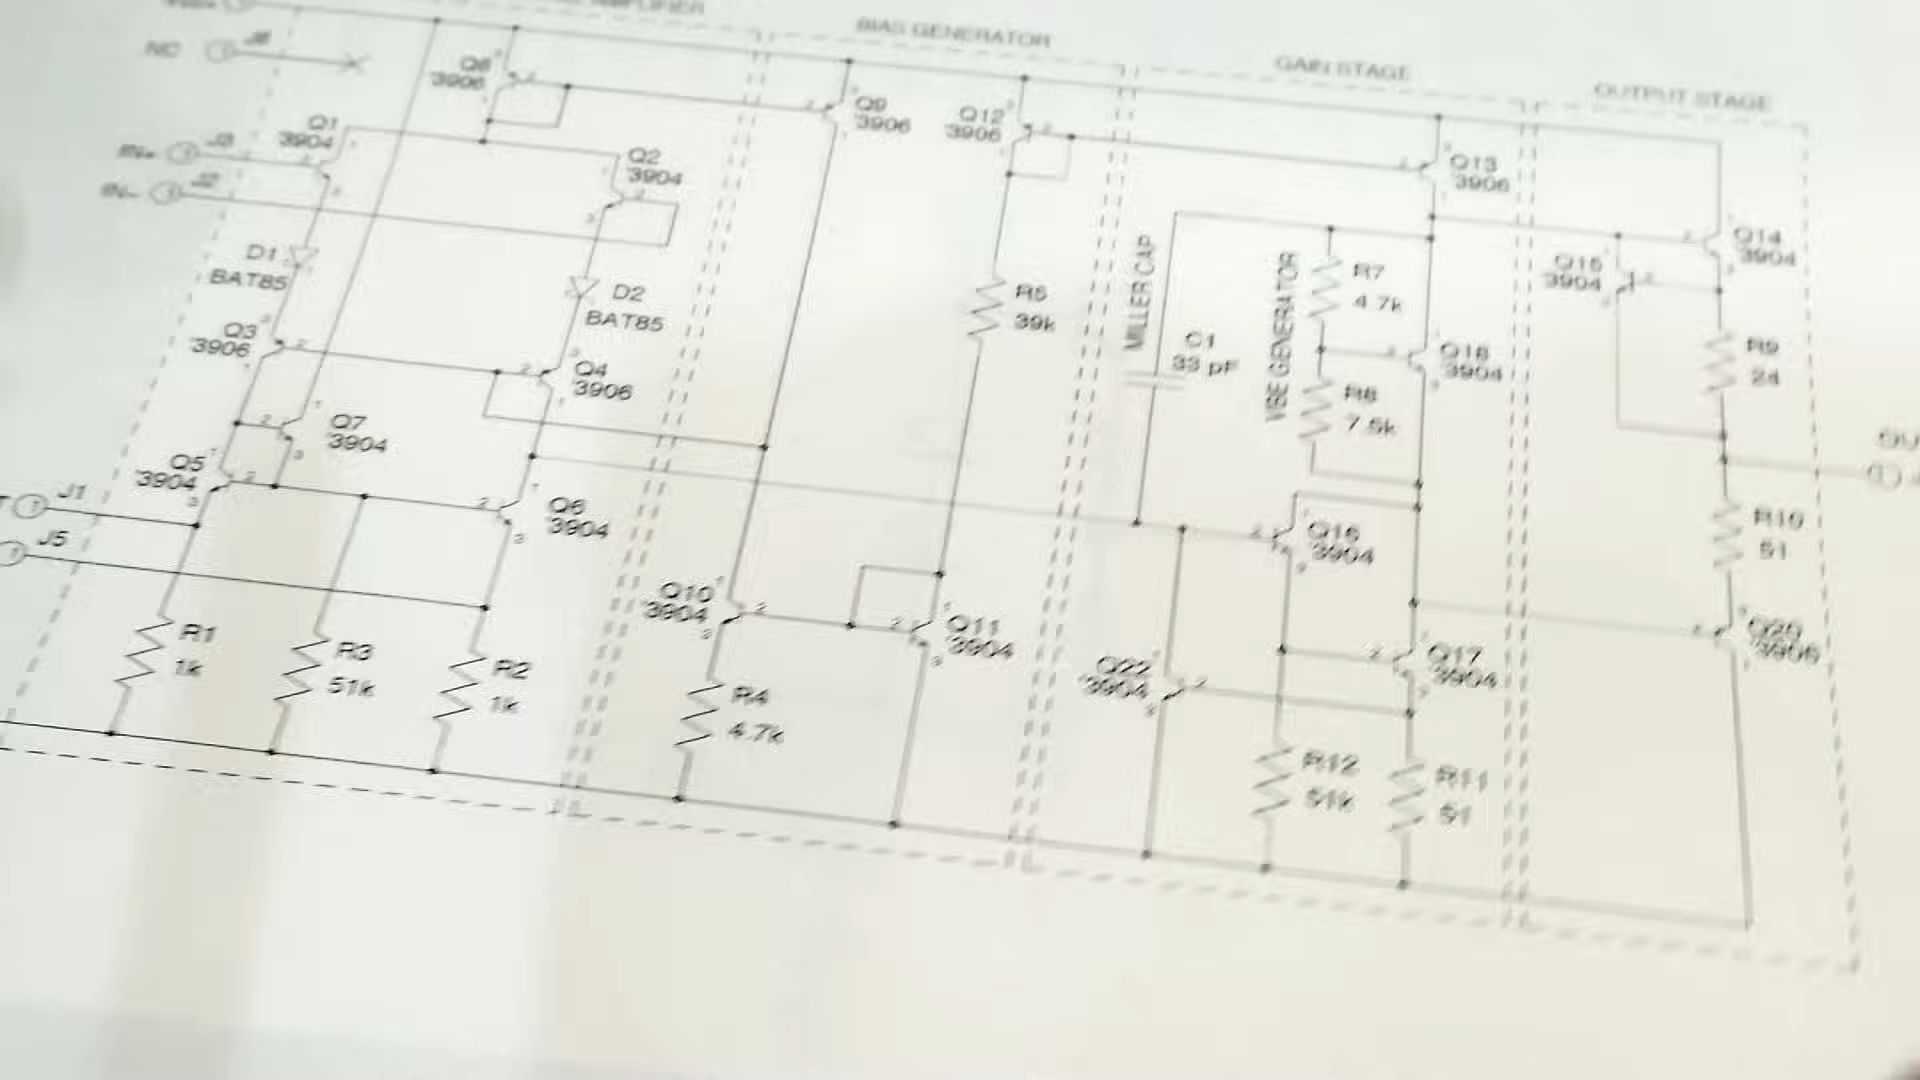 AMPLIFIER
BIAS GENERATOR
GAIN STAGE
OUTPUT STAGE
NC
J6
Q8
'3906
Q9
'3906
Q12
'3906
Q1
'3904
J3
IN+
IN-
Q2
'3904
Q13
'3906
Q14
'3904
Q15
'3904
D1
BAT85
D2
BAT85
R5
39k
MILLER CAP
C1
33 pF
VBE GENERATOR
R7
4.7k
R8
7.5k
Q18
'3904
R9
24
Q3
'3906
Q4
'3906
Q7
'3904
Q5
'3904
J1
J5
Q6
'3904
Q16
'3904
R10
51
Q10
'3904
Q11
'3904
Q22
'3904
Q17
'3904
Q20
'3906
R1
1k
R3
51k
R2
1k
R4
4.7k
R12
51k
R11
51